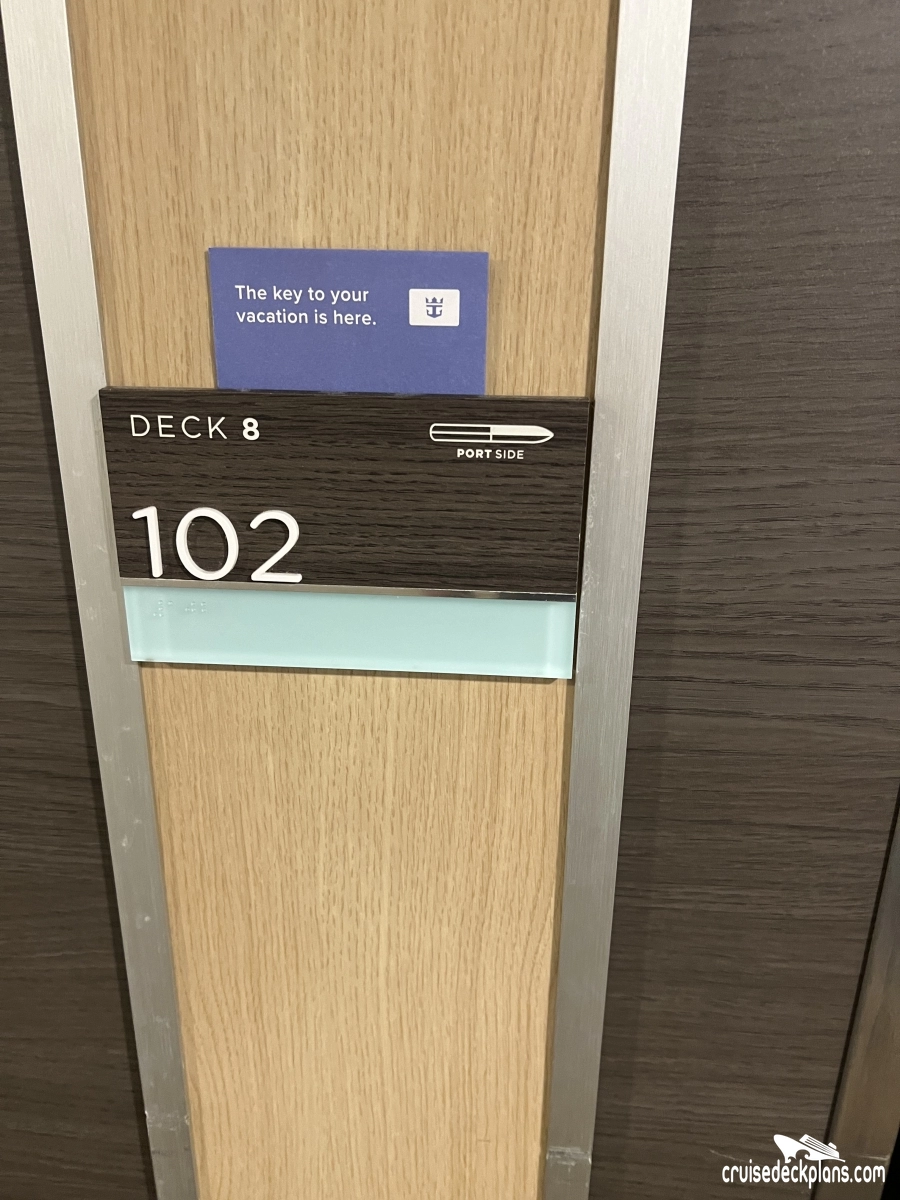 The key to your
vacation is here.
DECK 8
PORT SIDE
102
cruisedeckplans.com